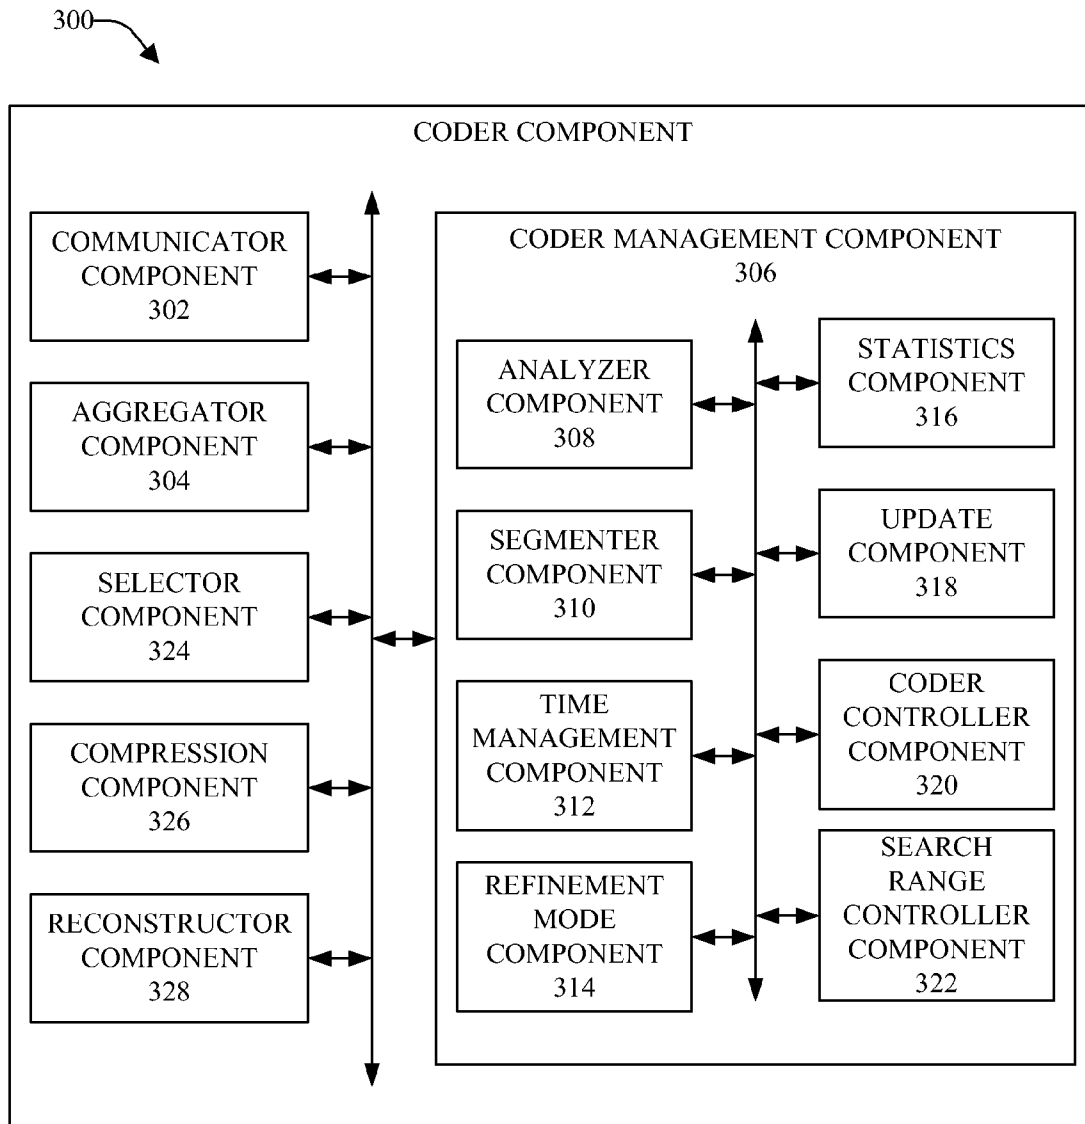 300
CODER COMPONENT
COMMUNICATOR
COMPONENT
302
AGGREGATOR
COMPONENT
304
SELECTOR
COMPONENT
324
COMPRESSION
COMPONENT
326
RECONSTRUCTOR
COMPONENT
328
CODER MANAGEMENT COMPONENT
306
ANALYZER
COMPONENT
308
SEGMENTER
COMPONENT
310
TIME
MANAGEMENT
COMPONENT
312
REFINEMENT
MODE
COMPONENT
314
STATISTICS
COMPONENT
316
UPDATE
COMPONENT
318
CODER
CONTROLLER
COMPONENT
320
SEARCH
RANGE
CONTROLLER
COMPONENT
322